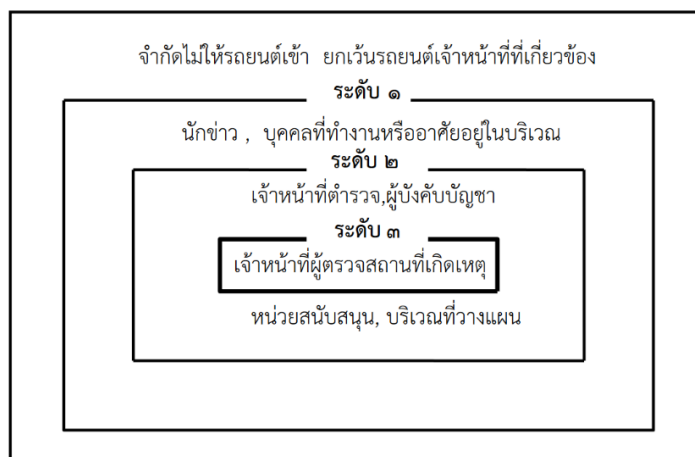 จำกัดไม่ให้รถยนต์เข้า ยกเว้นรถยนต์เจ้าหน้าที่ที่เกี่ยวข้อง
ระดับ ๑
นักข่าว , บุคคลที่ทำงานหรืออาศัยอยู่ในบริเวณ
ระดับ ๒
เจ้าหน้าที่ตำรวจ,ผู้บังคับบัญชา
ระดับ ๓
เจ้าหน้าที่ผู้ตรวจสถานที่เกิดเหตุ
หน่วยสนับสนุน, บริเวณที่วางแผน